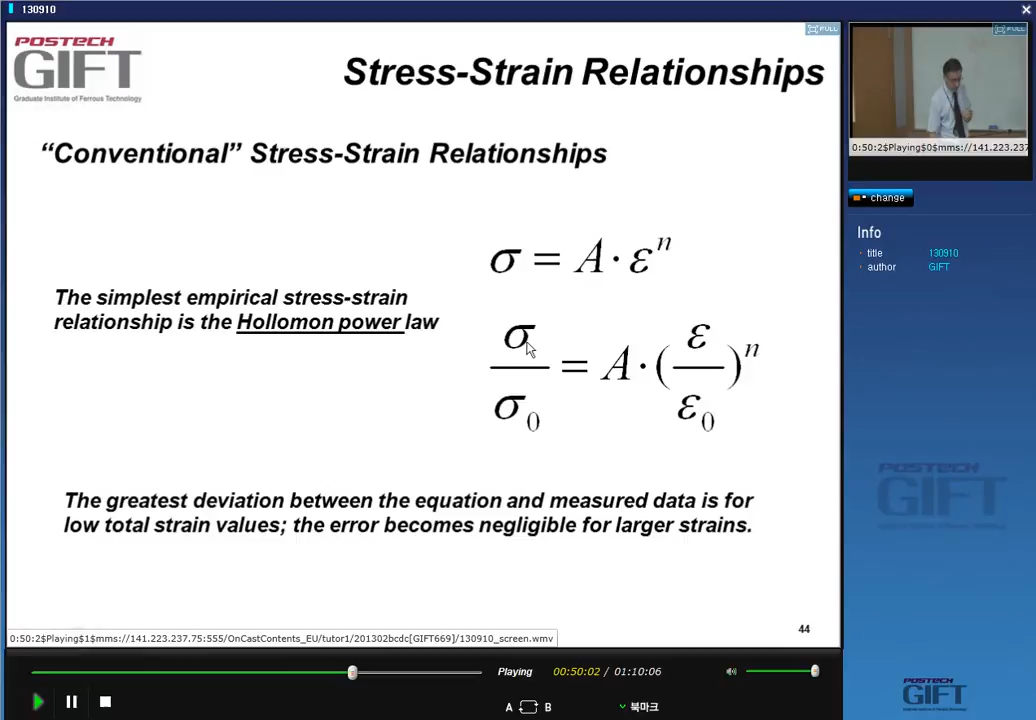 130910
FULL
FULL
POSTECH
GIFT
Graduate Institute of Ferrous Technology
Stress-Strain Relationships
“Conventional” Stress-Strain Relationships
σ = A · ε^n
The simplest empirical stress-strain
relationship is the Hollomon power law
σ/σ0 = A · (ε/ε0)^n
The greatest deviation between the equation and measured data is for
low total strain values; the error becomes negligible for larger strains.
44
0:50:2$Playing$1$mms://141.223.237.75:555/OnCastContents_EU/tutor1/201302bcdc[GIFT669]/130910_screen.wmv
0:50:2$Playing$0$mms://141.223.237
change
Info
title 130910
author GIFT
POSTECH
GIFT
Playing 00:50:02 / 01:10:06
A B 북마크
POSTECH
GIFT